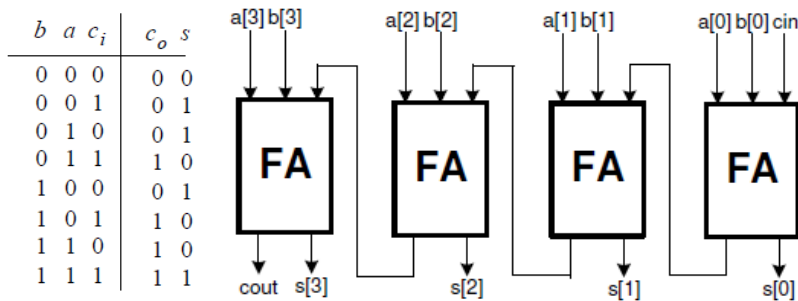 b a c_i c_o s
0 0 0 0 0
0 0 1 0 1
0 1 0 0 1
0 1 1 1 0
1 0 0 0 1
1 0 1 1 0
1 1 0 1 0
1 1 1 1 1
a[3] b[3] a[2] b[2] a[1] b[1] a[0] b[0] cin
FA FA FA FA
cout s[3] s[2] s[1] s[0]